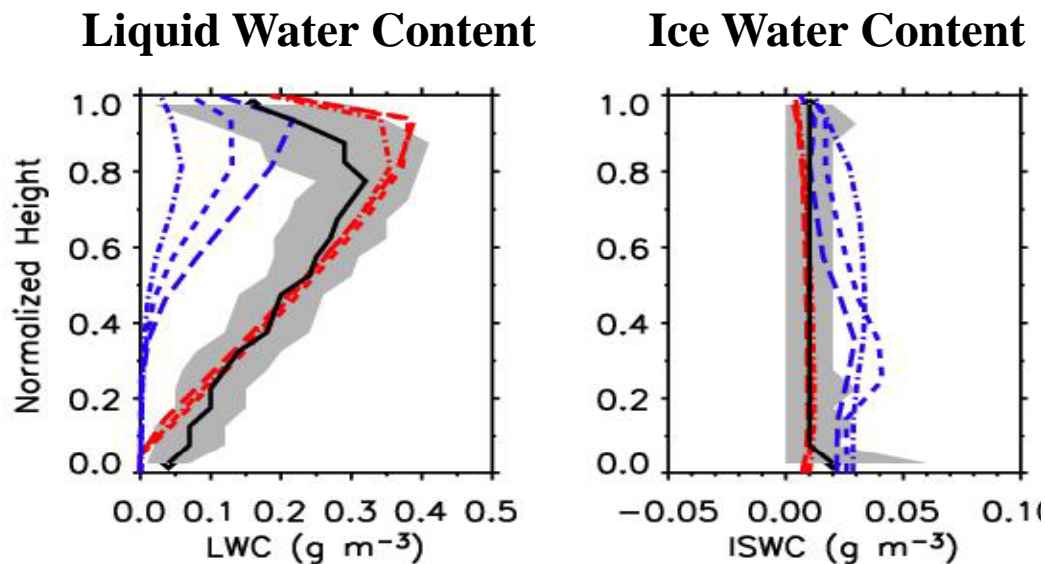 Liquid Water Content
Ice Water Content
1.0
0.8
0.6
0.4
0.2
0.0
Normalized Height
0.0 0.1 0.2 0.3 0.4 0.5
LWC (g m⁻³)
1.0
0.8
0.6
0.4
0.2
0.0
−0.05 0.00 0.05 0.10
ISWC (g m⁻³)